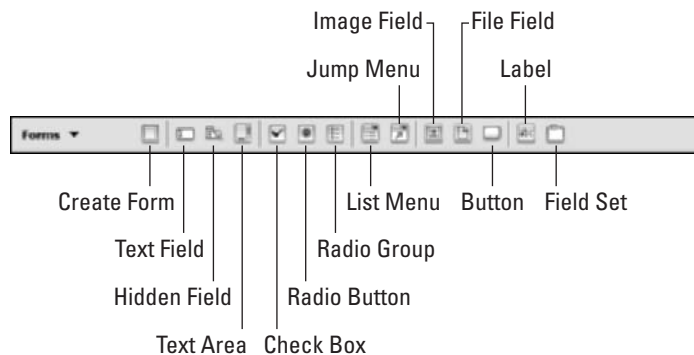 Image Field File Field
Jump Menu Label
Forms
Create Form List Menu Button Field Set
Text Field Radio Group
Hidden Field Radio Button
Text Area Check Box